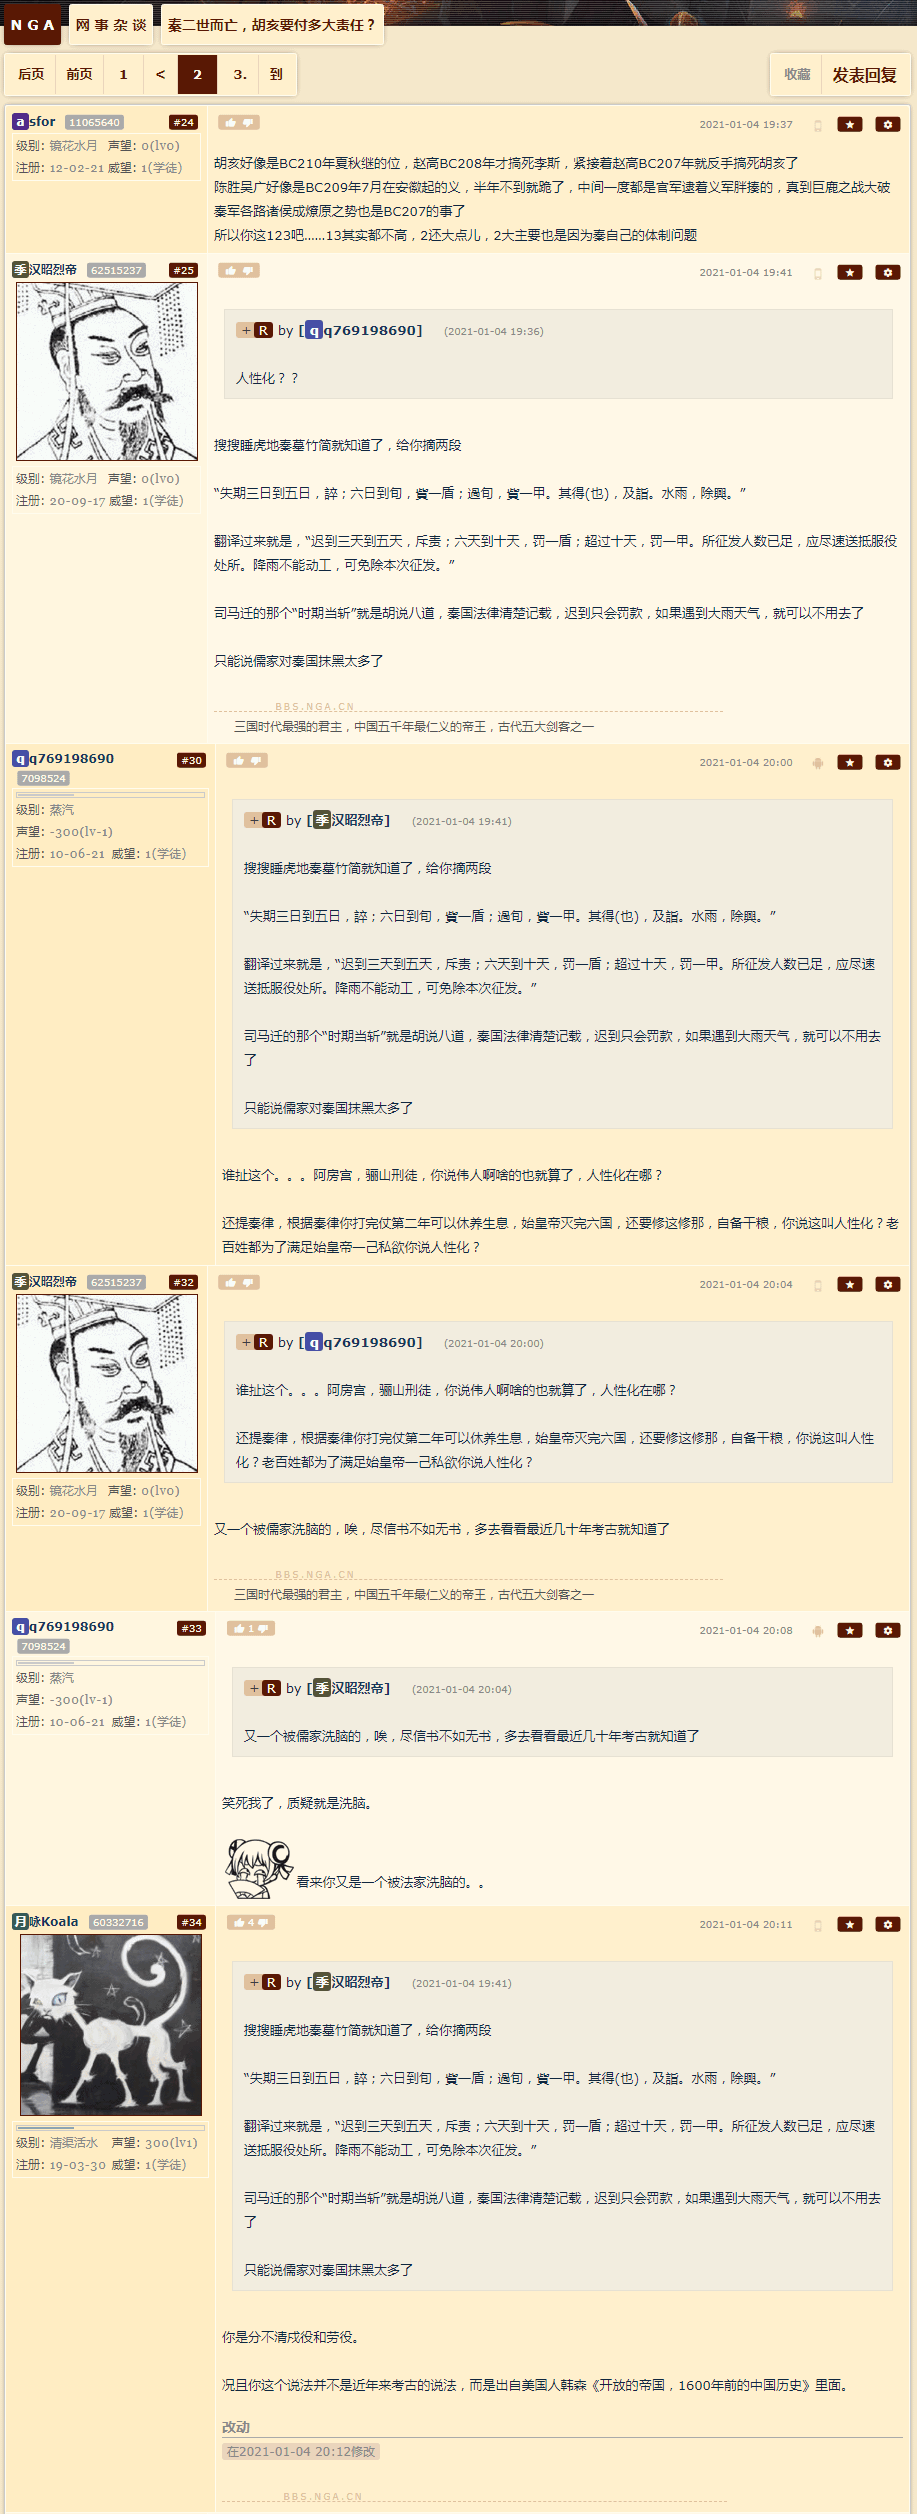 NGA 网事杂谈 秦二世而亡，胡亥要付多大责任？
后页 前页 1 < 2 3. 到 收藏 发表回复
asfor 11065640 #24 2021-01-04 19:37
级别: 镜花水月 声望: 0(lv0)
注册: 12-02-21 威望: 1(学徒)
胡亥好像是BC210年夏秋继的位，赵高BC208年才搞死李斯，紧接着赵高BC207年就反手搞死胡亥了
陈胜吴广好像是BC209年7月在安徽起的义，半年不到就跪了，中间一度都是官军逮着义军胖揍的，真到巨鹿之战大破
秦军各路诸侯成燎原之势也是BC207的事了
所以你这123吧……13其实都不高，2还大点儿，2大主要也是因为秦自己的体制问题
季汉昭烈帝 62515237 #25 2021-01-04 19:41
+ R by [qq769198690] (2021-01-04 19:36)
人性化？？
级别: 镜花水月 声望: 0(lv0)
注册: 20-09-17 威望: 1(学徒)
搜搜睡虎地秦墓竹简就知道了，给你摘两段
“失期三日到五日，誶；六日到旬，貲一盾；過旬，貲一甲。其得(也)，及詣。水雨，除興。”
翻译过来就是，“迟到三天到五天，斥责；六天到十天，罚一盾；超过十天，罚一甲。所征发人数已足，应尽速送抵服役
处所。降雨不能动工，可免除本次征发。”
司马迁的那个“时期当斩”就是胡说八道，秦国法律清楚记载，迟到只会罚款，如果遇到大雨天气，就可以不用去了
只能说儒家对秦国抹黑太多了
BBS.NGA.CN
三国时代最强的君主，中国五千年最仁义的帝王，古代五大剑客之一
qq769198690 #30 2021-01-04 20:00
7098524
级别: 蒸汽
声望: -300(lv-1)
注册: 10-06-21 威望: 1(学徒)
+ R by [季汉昭烈帝] (2021-01-04 19:41)
搜搜睡虎地秦墓竹简就知道了，给你摘两段
“失期三日到五日，誶；六日到旬，貲一盾；過旬，貲一甲。其得(也)，及詣。水雨，除興。”
翻译过来就是，“迟到三天到五天，斥责；六天到十天，罚一盾；超过十天，罚一甲。所征发人数已足，应尽速
送抵服役处所。降雨不能动工，可免除本次征发。”
司马迁的那个“时期当斩”就是胡说八道，秦国法律清楚记载，迟到只会罚款，如果遇到大雨天气，就可以不用去
了
只能说儒家对秦国抹黑太多了
谁扯这个。。。阿房宫，骊山刑徒，你说伟人啊啥的也就算了，人性化在哪？
还提秦律，根据秦律你打完仗第二年可以休养生息，始皇帝灭完六国，还要修这修那，自备干粮，你说这叫人性化？老
百姓都为了满足始皇帝一己私欲你说人性化？
季汉昭烈帝 62515237 #32 2021-01-04 20:04
+ R by [qq769198690] (2021-01-04 20:00)
谁扯这个。。。阿房宫，骊山刑徒，你说伟人啊啥的也就算了，人性化在哪？
还提秦律，根据秦律你打完仗第二年可以休养生息，始皇帝灭完六国，还要修这修那，自备干粮，你说这叫人性
化？老百姓都为了满足始皇帝一己私欲你说人性化？
级别: 镜花水月 声望: 0(lv0)
注册: 20-09-17 威望: 1(学徒)
又一个被儒家洗脑的，唉，尽信书不如无书，多去看看最近几十年考古就知道了
BBS.NGA.CN
三国时代最强的君主，中国五千年最仁义的帝王，古代五大剑客之一
qq769198690 #33 1 2021-01-04 20:08
7098524
级别: 蒸汽
声望: -300(lv-1)
注册: 10-06-21 威望: 1(学徒)
+ R by [季汉昭烈帝] (2021-01-04 20:04)
又一个被儒家洗脑的，唉，尽信书不如无书，多去看看最近几十年考古就知道了
笑死我了，质疑就是洗脑。
看来你又是一个被法家洗脑的。。
月咏Koala 60332716 #34 4 2021-01-04 20:11
+ R by [季汉昭烈帝] (2021-01-04 19:41)
搜搜睡虎地秦墓竹简就知道了，给你摘两段
“失期三日到五日，誶；六日到旬，貲一盾；過旬，貲一甲。其得(也)，及詣。水雨，除興。”
翻译过来就是，“迟到三天到五天，斥责；六天到十天，罚一盾；超过十天，罚一甲。所征发人数已足，应尽速
送抵服役处所。降雨不能动工，可免除本次征发。”
司马迁的那个“时期当斩”就是胡说八道，秦国法律清楚记载，迟到只会罚款，如果遇到大雨天气，就可以不用去
了
只能说儒家对秦国抹黑太多了
级别: 清渠活水 声望: 300(lv1)
注册: 19-03-30 威望: 1(学徒)
你是分不清戍役和劳役。
况且你这个说法并不是近年来考古的说法，而是出自美国人韩森《开放的帝国，1600年前的中国历史》里面。
改动
在2021-01-04 20:12修改
BBS.NGA.CN